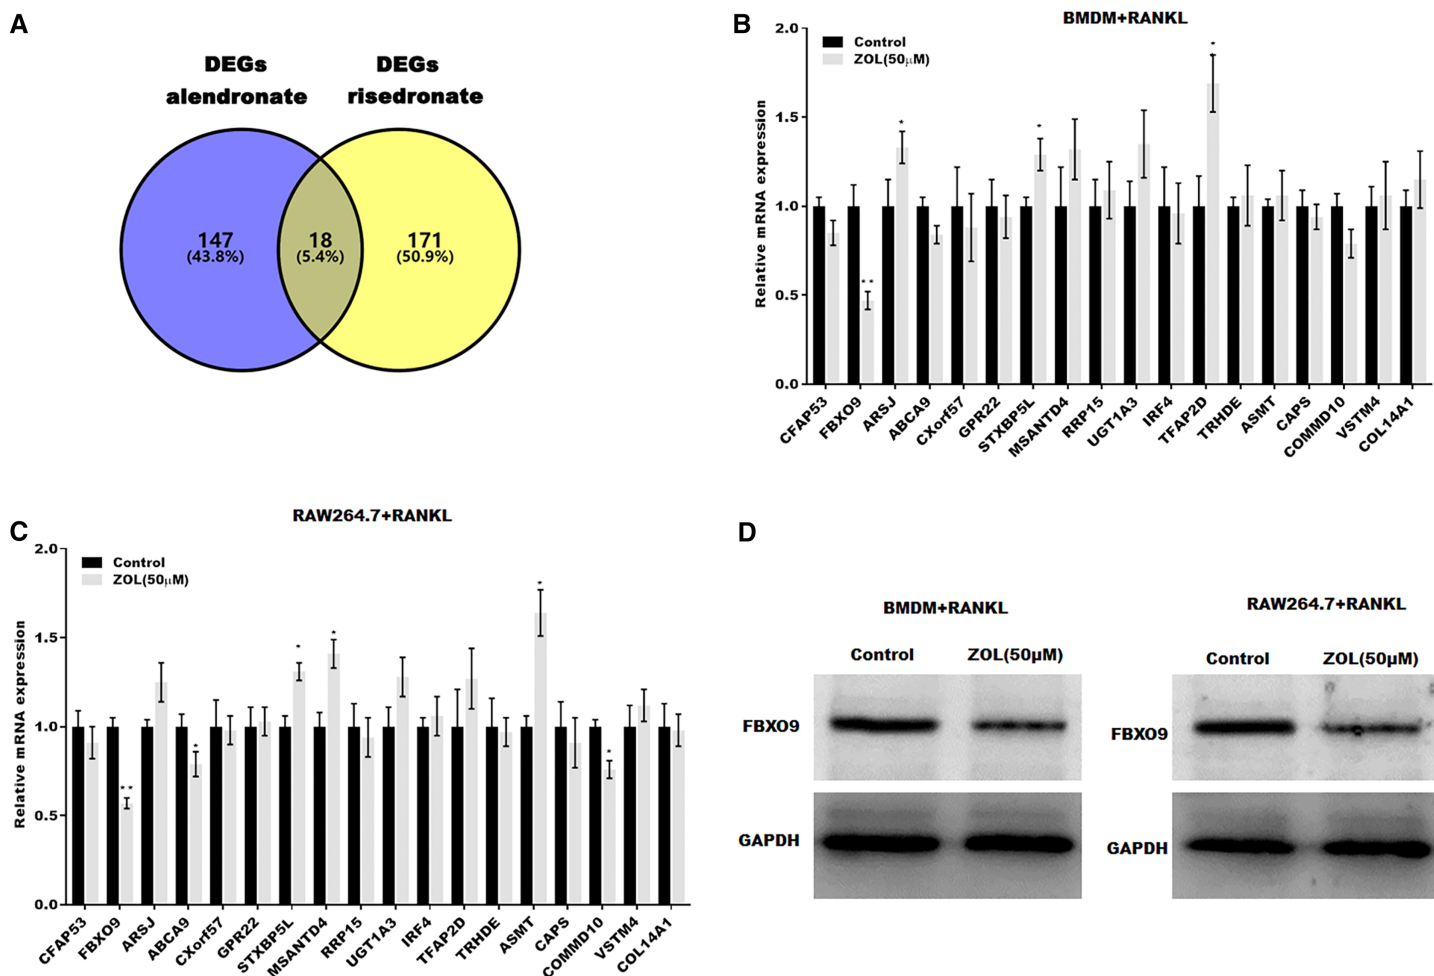 A
DEGs
alendronate
DEGs
risedronate
147
(43.8%)
18
(5.4%)
171
(50.9%)
B
BMDM+RANKL
Control
ZOL(50μM)
Relative mRNA expression
2.0
1.5
1.0
0.5
0.0
*
**
*
*
CFAP53
FBXO9
ARSJ
ABCA9
CXorf57
GPR22
STXBP5L
MSANTD4
RRP15
UGT1A3
IRF4
TFAP2D
TRHDE
ASMT
CAPS
COMMD10
VSTM4
COL14A1
C
RAW264.7+RANKL
Control
ZOL(50μM)
Relative mRNA expression
2.0
1.5
1.0
0.5
0.0
**
*
*
*
*
*
CFAP53
FBXO9
ARSJ
ABCA9
CXorf57
GPR22
STXBP5L
MSANTD4
RRP15
UGT1A3
IRF4
TFAP2D
TRHDE
ASMT
CAPS
COMMD10
VSTM4
COL14A1
D
BMDM+RANKL
Control ZOL(50μM)
FBXO9
GAPDH
RAW264.7+RANKL
Control ZOL(50μM)
FBXO9
GAPDH